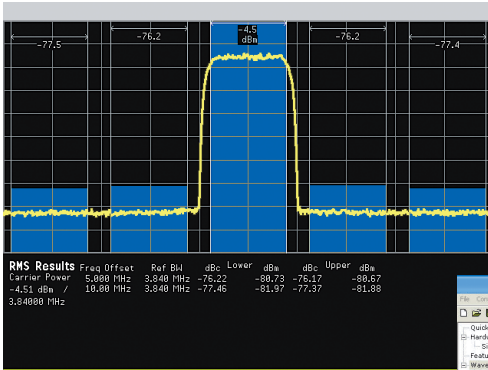 -77.5 -76.2 -4.5 dBm -76.2 -77.4
RMS Results Freq Offset Ref BW dBc Lower dBm dBc Upper dBm
Carrier Power 5.000 MHz 3.840 MHz -76.22 -80.73 -76.17 -80.67
-4.51 dBm / 10.00 MHz 3.840 MHz -77.46 -81.97 -77.37 -81.88
3.84000 MHz
File Con
Quick
Hardw
Si
Featu
Wave